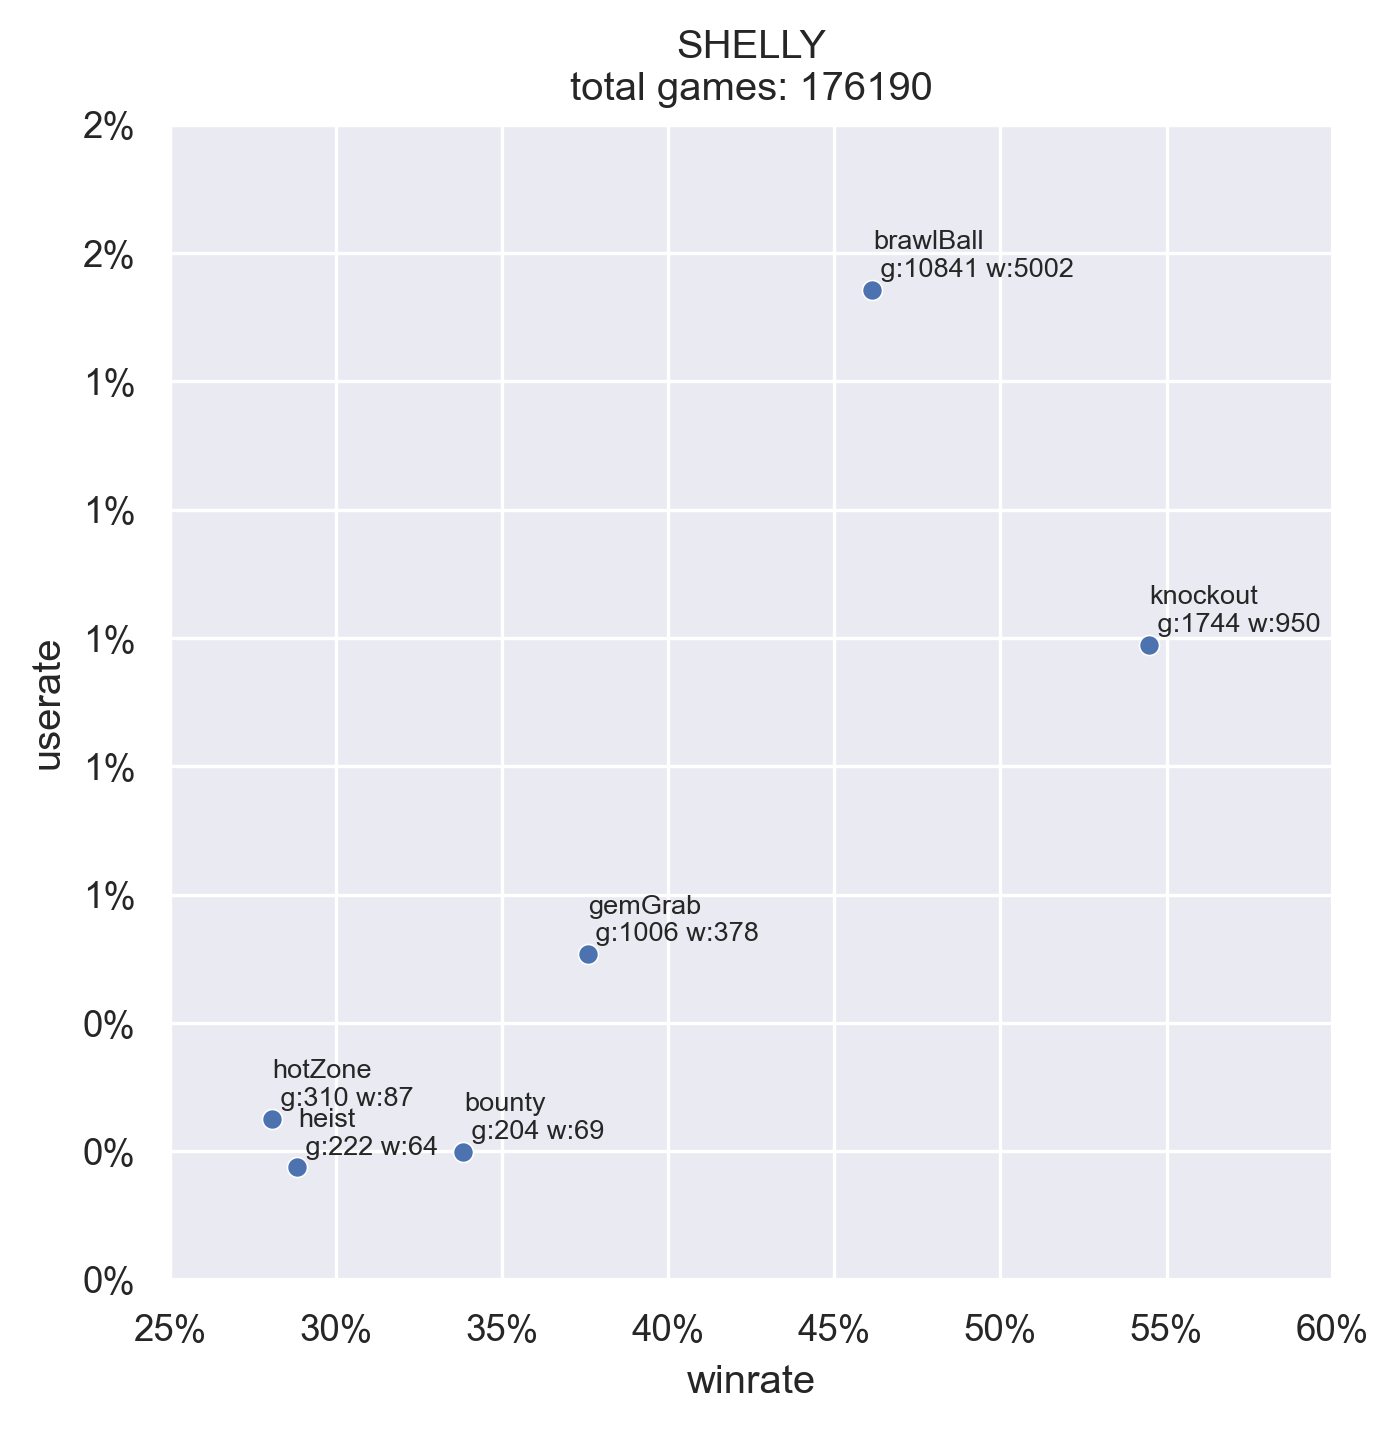 SHELLY
total games: 176190
2%
2%
1%
1%
1%
1%
1%
0%
0%
0%
userate
brawlBall
g:10841 w:5002
knockout
g:1744 w:950
gemGrab
g:1006 w:378
hotZone
g:310 w:87
heist
g:222 w:64
bounty
g:204 w:69
25% 30% 35% 40% 45% 50% 55% 60%
winrate